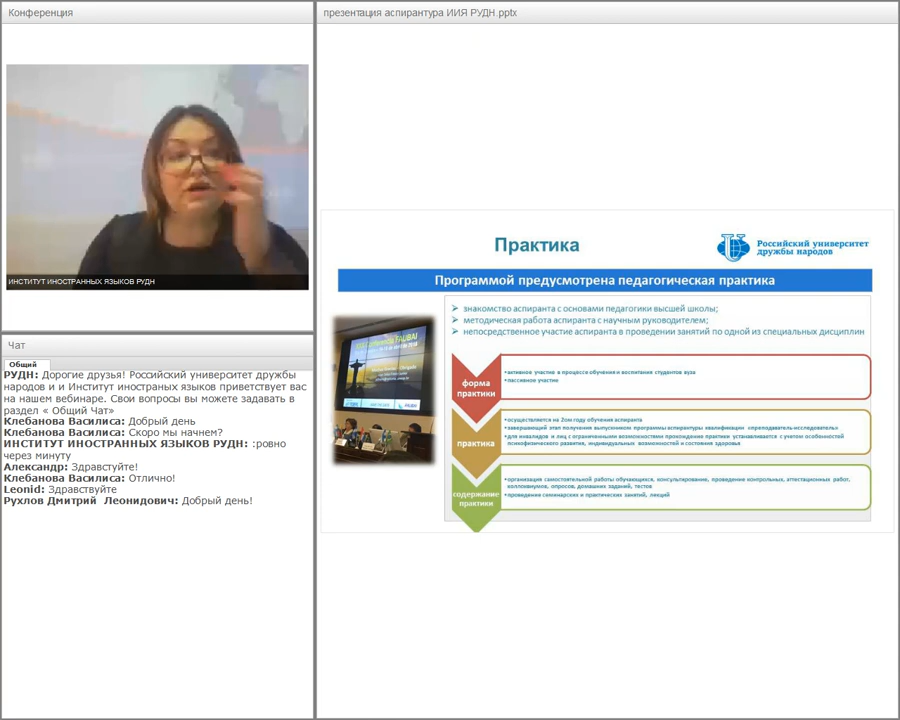 Конференция
ИНСТИТУТ ИНОСТРАННЫХ ЯЗЫКОВ РУДН
Чат
Общий
РУДН: Дорогие друзья! Российский университет дружбы
народов и и Институт иностраных языков приветствует вас
на нашем вебинаре. Свои вопросы вы можете задавать в
раздел « Общий Чат»
Клебанова Василиса: Добрый день
Клебанова Василиса: Скоро мы начнем?
ИНСТИТУТ ИНОСТРАННЫХ ЯЗЫКОВ РУДН: :ровно
через минуту
Александр: Здравстуйте!
Клебанова Василиса: Отлично!
Leonid: Здравствуйте
Рухлов Дмитрий Леонидович: Добрый день!
презентация аспирантура ИИЯ РУДН.pptx
Практика
Российский университет
дружбы народов
Программой предусмотрена педагогическая практика
знакомство аспиранта с основами педагогики высшей школы;
методическая работа аспиранта с научным руководителем;
непосредственное участие аспиранта в проведении занятий по одной из специальных дисциплин
форма
практики
•активное участие в процессе обучения и воспитания студентов вуза
•пассивное участие
практика
•осуществляется на 2ом году обучения аспиранта
•завершающий этап получения выпускником программы аспирантуры квалификации «преподаватель-исследователь»
•для инвалидов и лиц с ограниченными возможностями прохождение практики устанавливается с учетом особенностей
психофизического развития, индивидуальных возможностей и состояния здоровья
содержание
практики
•организация самостоятельной работы обучающихся, консультирование, проведение контрольных, аттестационных работ,
коллоквиумов, опросов, домашних заданий, тестов
•проведение семинарских и практических занятий, лекций